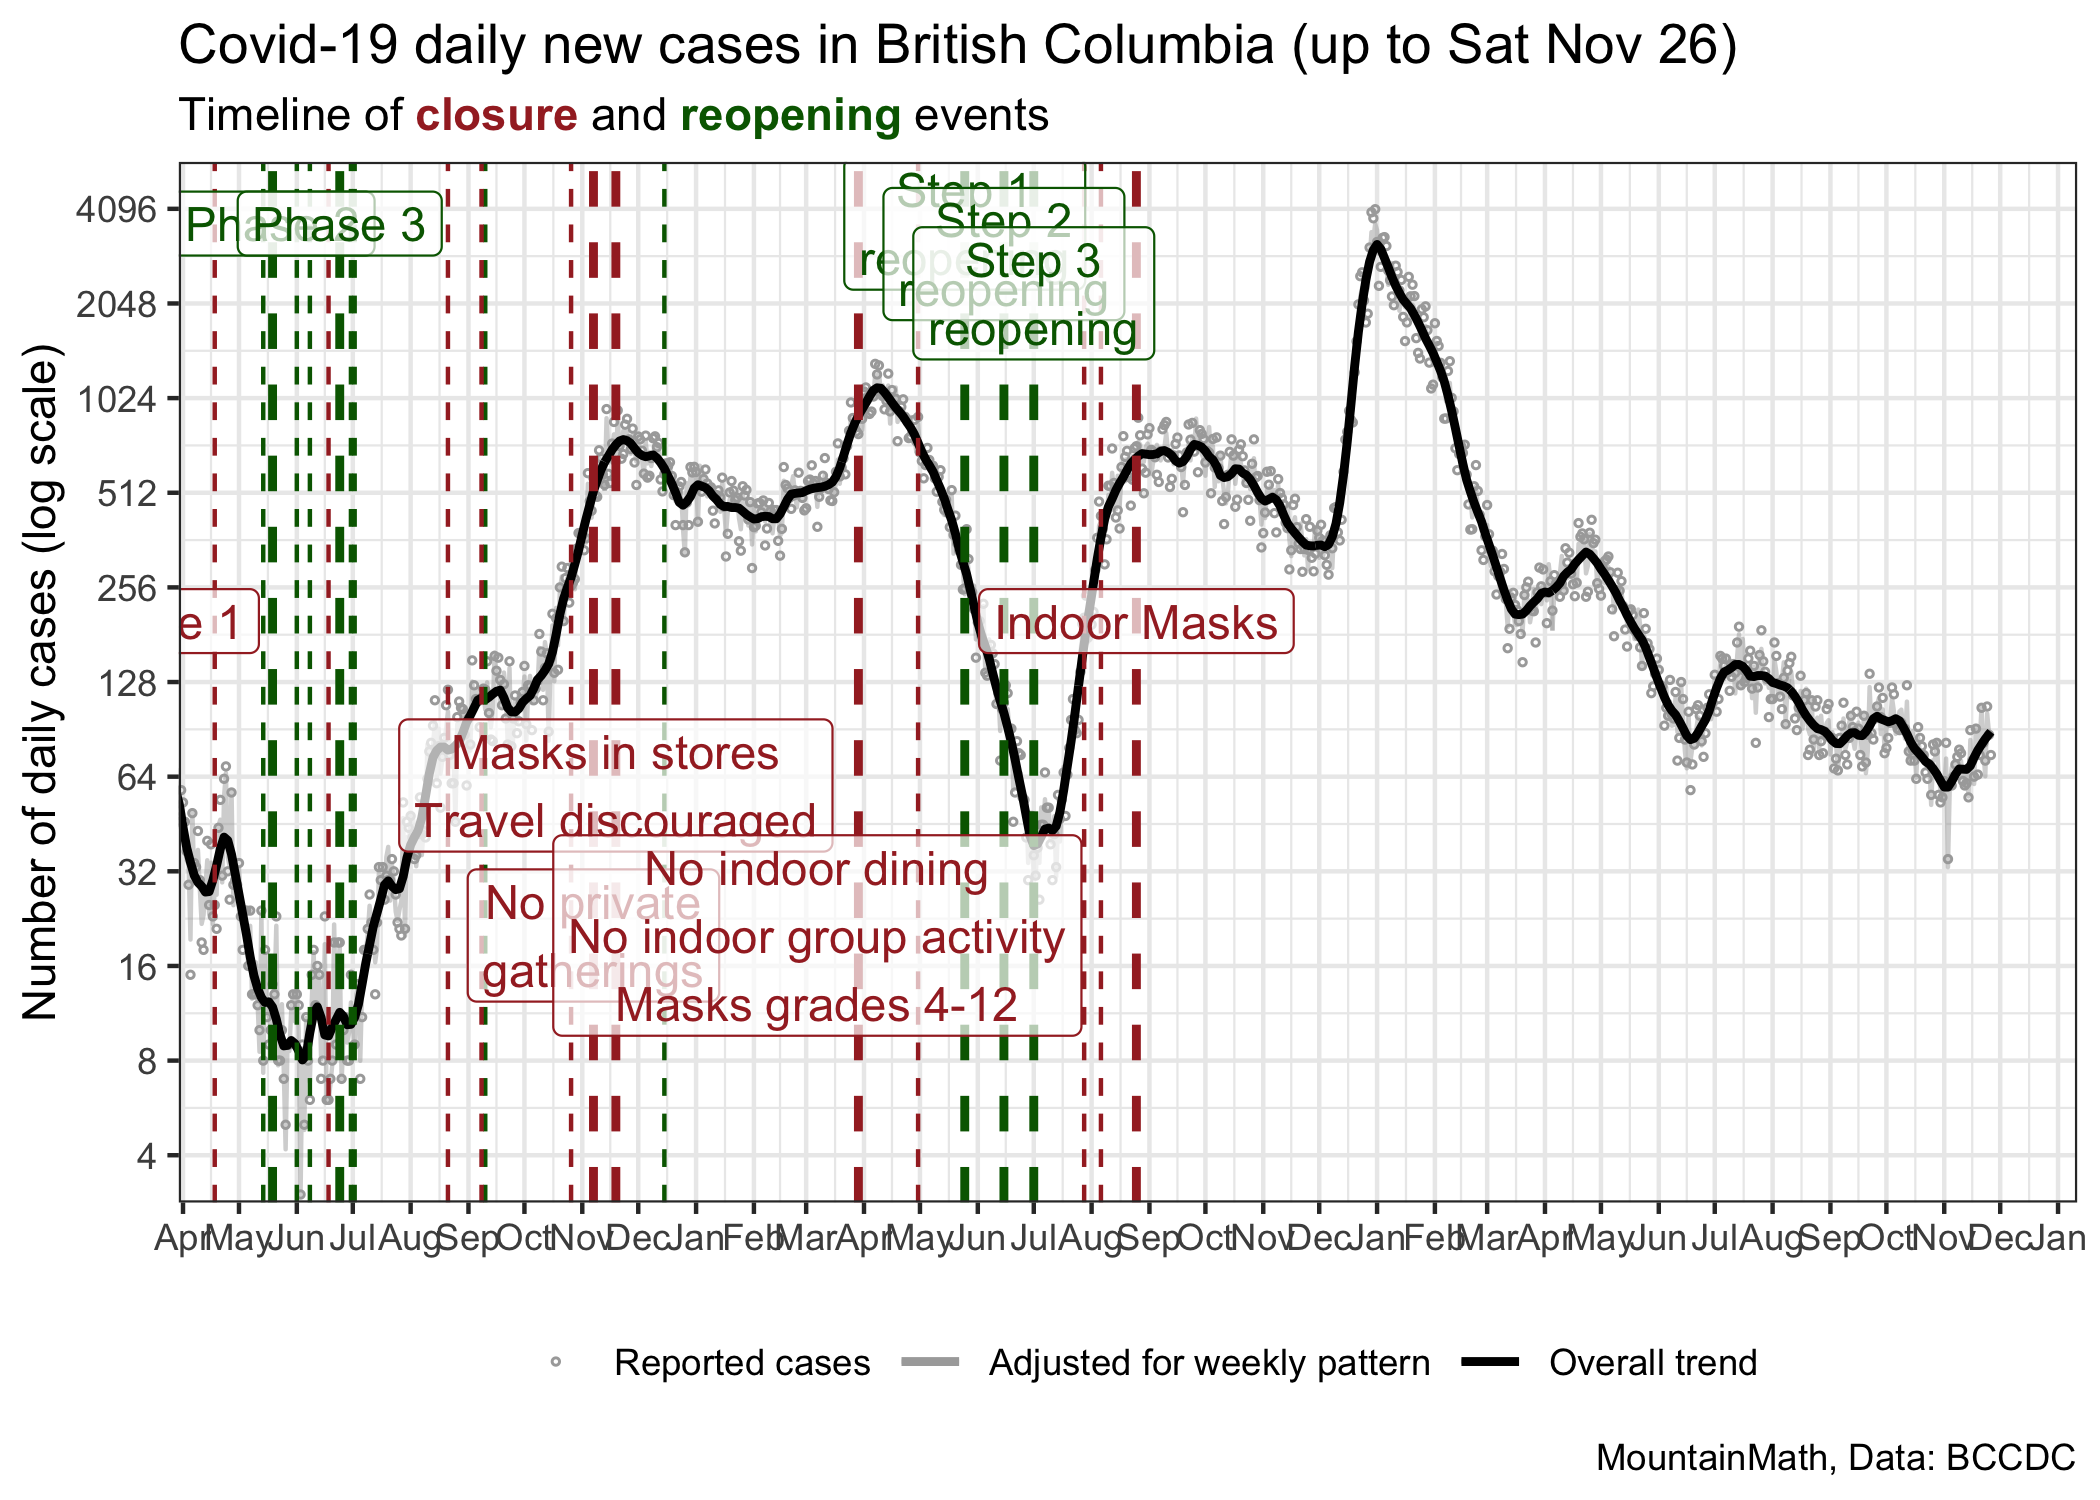 Covid-19 daily new cases in British Columbia (up to Sat Nov 26)
Timeline of closure and reopening events
Number of daily cases (log scale)
4096
2048
1024
512
256
128
64
32
16
8
4
Phase 3
Step 1
Step 2
reopening
Step 3
reopening
e 1
Indoor Masks
Masks in stores
Travel discouraged
No private
gatherings
No indoor dining
No indoor group activity
Masks grades 4-12
Apr May Jun Jul Aug Sep Oct Nov Dec Jan Feb Mar Apr May Jun Jul Aug Sep Oct Nov Dec Jan Feb Mar Apr May Jun Jul Aug Sep Oct Nov Dec Jan
Reported cases Adjusted for weekly pattern Overall trend
MountainMath, Data: BCCDC